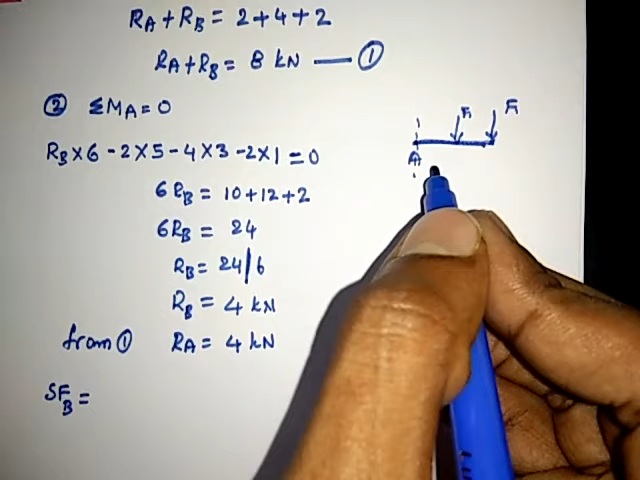 RA+RB = 2+4+2
RA+RB = 8 kN — ①
② ΣMA=0
RB×6 -2×5 -4×3 -2×1 =0
6RB = 10+12+2
6RB = 24
RB = 24/6
RB = 4 kN
from ① RA = 4 kN
SFB =
F1
A